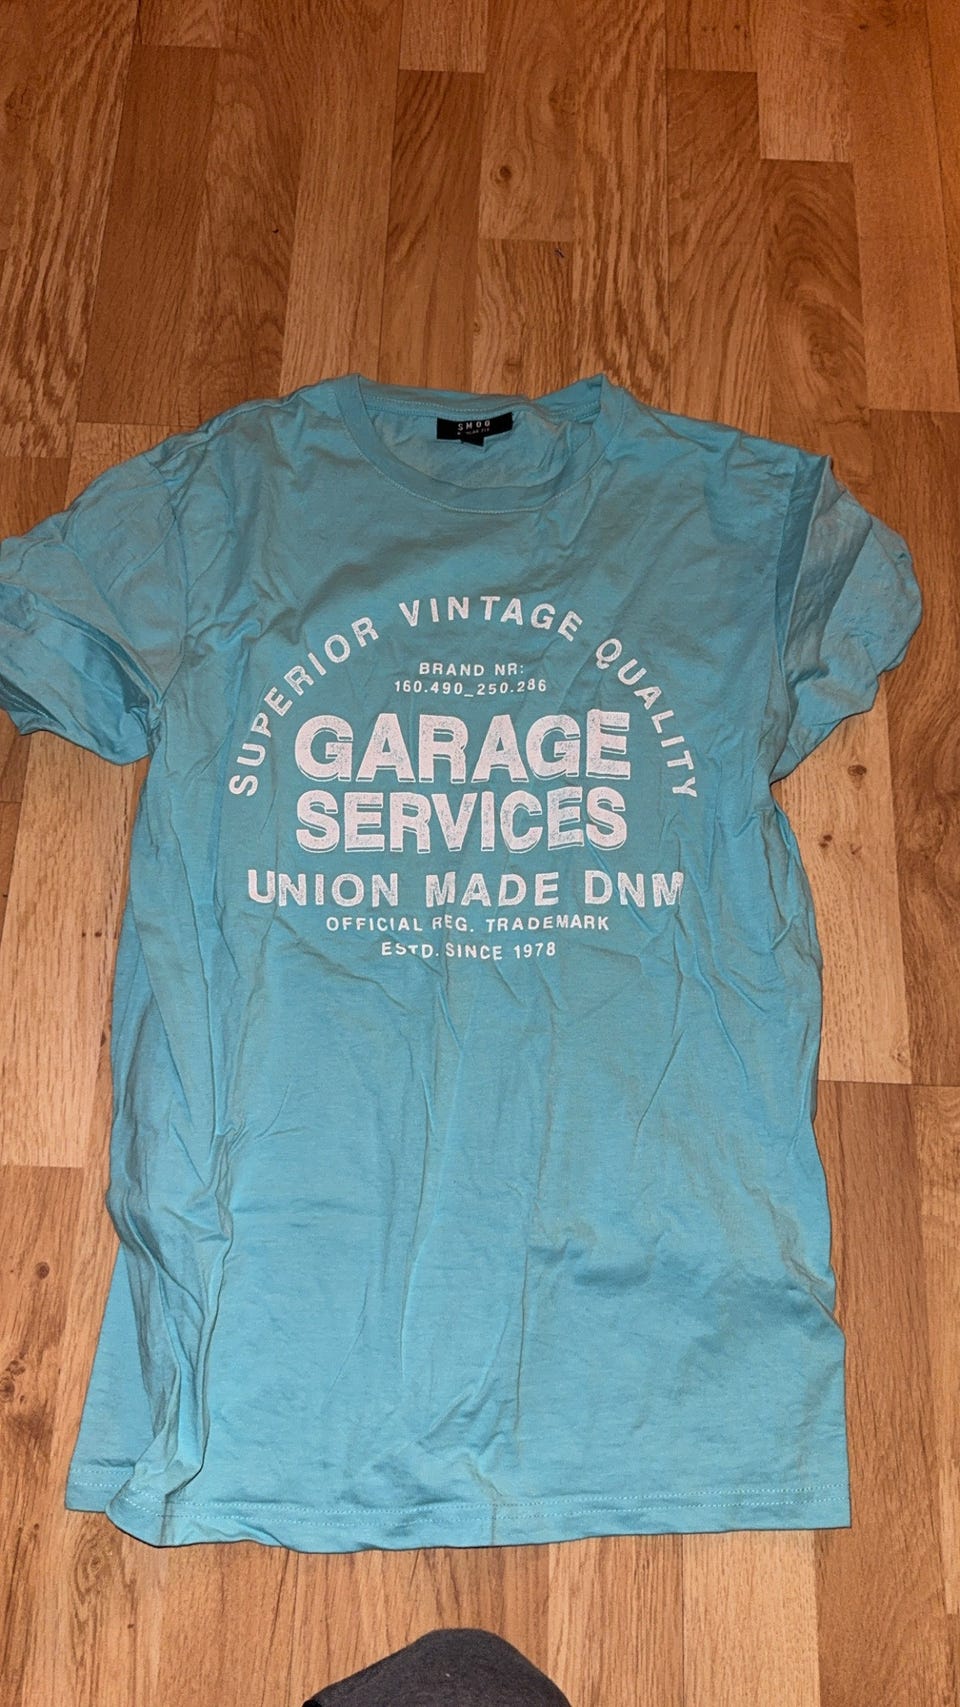 SMOG
SUPERIOR VINTAGE QUALITY
BRAND NR:
160.490_250.286
GARAGE
SERVICES
UNION MADE DNM
OFFICIAL REG. TRADEMARK
ESTD. SINCE 1978